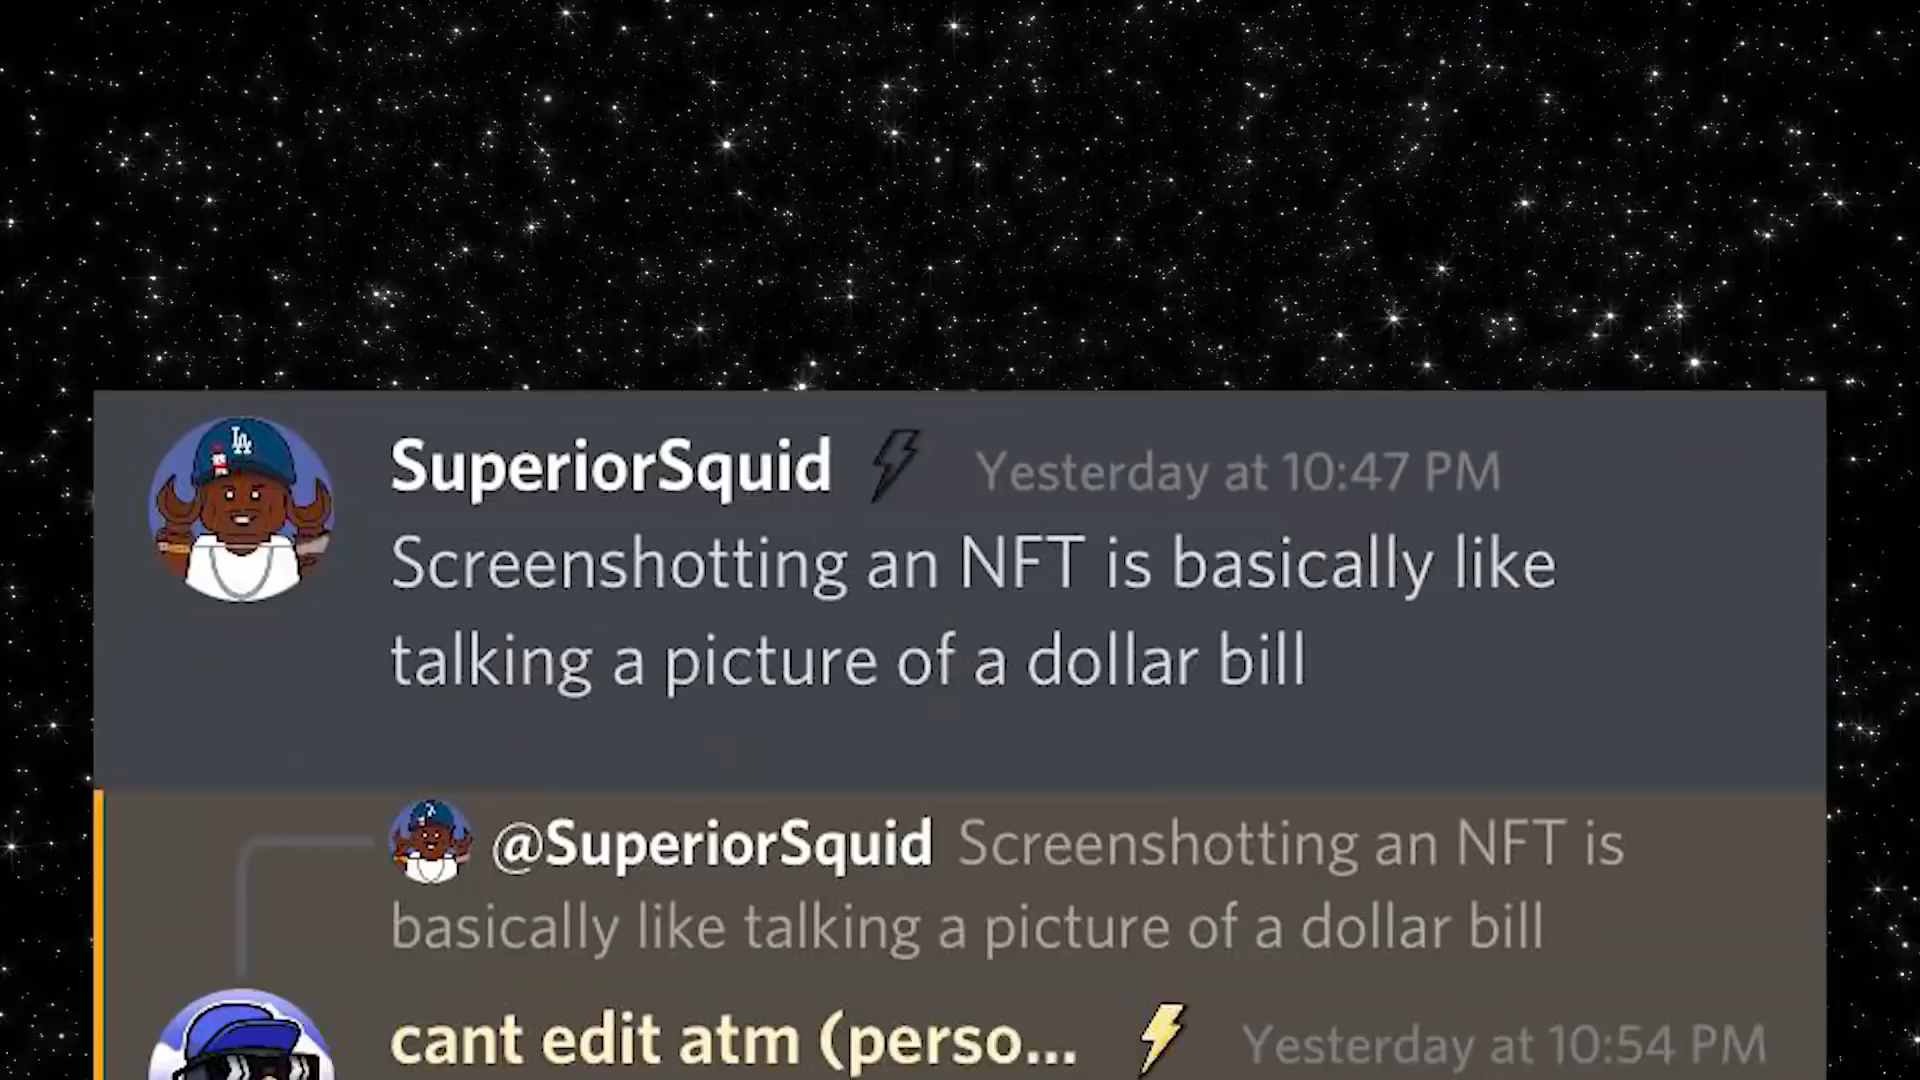 LA
SuperiorSquid Yesterday at 10:47 PM
Screenshotting an NFT is basically like
talking a picture of a dollar bill
@SuperiorSquid Screenshotting an NFT is
basically like talking a picture of a dollar bill
cant edit atm (perso... Yesterday at 10:54 PM